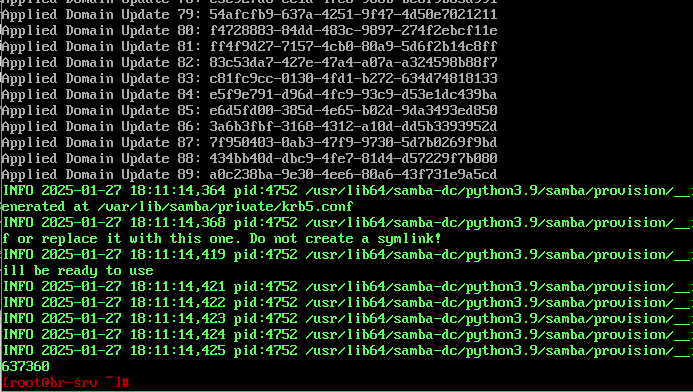 Applied Domain Update 79: 54afcfb9-637a-4251-9f47-4d50e7021211
Applied Domain Update 80: f4728883-84dd-483c-9897-274f2ebcf11e
Applied Domain Update 81: ff4f9d27-7157-4cb0-80a9-5d6f2b14c8ff
Applied Domain Update 82: 83c53da7-427e-47a4-a07a-a324598b88f7
Applied Domain Update 83: c81fc9cc-0130-4fd1-b272-634d74818133
Applied Domain Update 84: e5f9e791-d96d-4fc9-93c9-d53e1dc439ba
Applied Domain Update 85: e6d5fd00-385d-4e65-b02d-9da3493ed850
Applied Domain Update 86: 3a6b3fbf-3168-4312-a10d-dd5b3393952d
Applied Domain Update 87: 7f950403-0ab3-47f9-9730-5d7b0269f9bd
Applied Domain Update 88: 434bb40d-dbc9-4fe7-81d4-d57229f7b080
Applied Domain Update 89: a0c238ba-9e30-4ee6-80a6-43f731e9a5cd
INFO 2025-01-27 18:11:14,364 pid:4752 /usr/lib64/samba-dc/python3.9/samba/provision/__i
enerated at /var/lib/samba/private/krb5.conf
INFO 2025-01-27 18:11:14,368 pid:4752 /usr/lib64/samba-dc/python3.9/samba/provision/__i
f or replace it with this one. Do not create a symlink!
INFO 2025-01-27 18:11:14,419 pid:4752 /usr/lib64/samba-dc/python3.9/samba/provision/__i
ill be ready to use
INFO 2025-01-27 18:11:14,421 pid:4752 /usr/lib64/samba-dc/python3.9/samba/provision/__i
INFO 2025-01-27 18:11:14,422 pid:4752 /usr/lib64/samba-dc/python3.9/samba/provision/__i
INFO 2025-01-27 18:11:14,423 pid:4752 /usr/lib64/samba-dc/python3.9/samba/provision/__i
INFO 2025-01-27 18:11:14,424 pid:4752 /usr/lib64/samba-dc/python3.9/samba/provision/__i
INFO 2025-01-27 18:11:14,425 pid:4752 /usr/lib64/samba-dc/python3.9/samba/provision/__i
637360
[root@br-srv ~]#